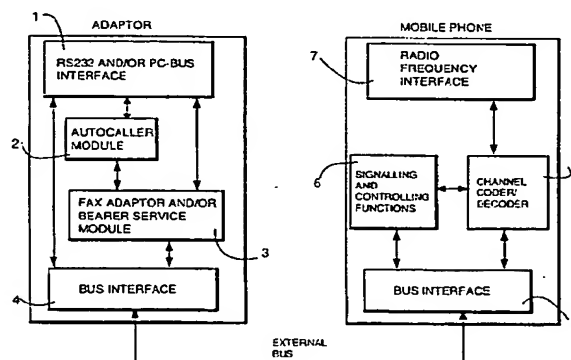 ADAPTOR
1
RS232 AND/OR PC-BUS
INTERFACE
2
AUTOCALLER
MODULE
FAX ADAPTOR AND/OR
BEARER SERVICE
MODULE
3
4
BUS INTERFACE
EXTERNAL
BUS
MOBILE PHONE
7
RADIO
FREQUENCY
INTERFACE
6
SIGNALLING
AND
CONTROLLING
FUNCTIONS
CHANNEL
CODER/
DECODER
BUS INTERFACE